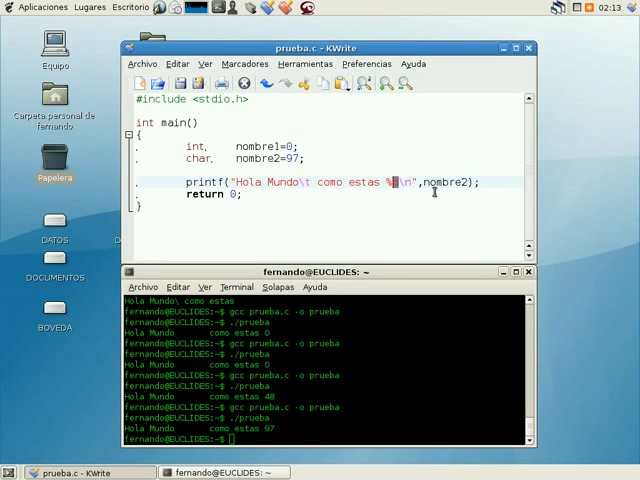 Aplicaciones Lugares Escritorio 02:13
Equipo
Carpeta personal de
fernando
Papelera
DATOS
DOCUMENTOS
BOVEDA
prueba.c - KWrite
Archivo Editar Ver Marcadores Herramientas Preferencias Ayuda
#include <stdio.h>
int main()
{
int. nombre1=0;
char. nombre2=97;
printf("Hola Mundo\t como estas % \n",nombre2);
return 0;
}
fernando@EUCLIDES: ~
Archivo Editar Ver Terminal Solapas Ayuda
Hola Mundo\ como estas
fernando@EUCLIDES:~$ gcc prueba.c -o prueba
fernando@EUCLIDES:~$ ./prueba
Hola Mundo como estas 0
fernando@EUCLIDES:~$ gcc prueba.c -o prueba
fernando@EUCLIDES:~$ ./prueba
Hola Mundo como estas 0
fernando@EUCLIDES:~$ gcc prueba.c -o prueba
fernando@EUCLIDES:~$ ./prueba
Hola Mundo como estas 48
fernando@EUCLIDES:~$ gcc prueba.c -o prueba
fernando@EUCLIDES:~$ ./prueba
Hola Mundo como estas 97
fernando@EUCLIDES:~$
prueba.c - KWrite
fernando@EUCLIDES: ~